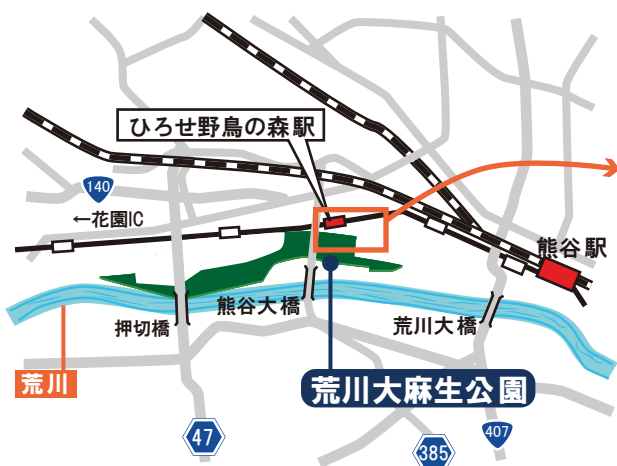 ひろせ野鳥の森駅
140
←花園IC
熊谷駅
熊谷大橋
押切橋
荒川大橋
荒川
荒川大麻生公園
47
385
407